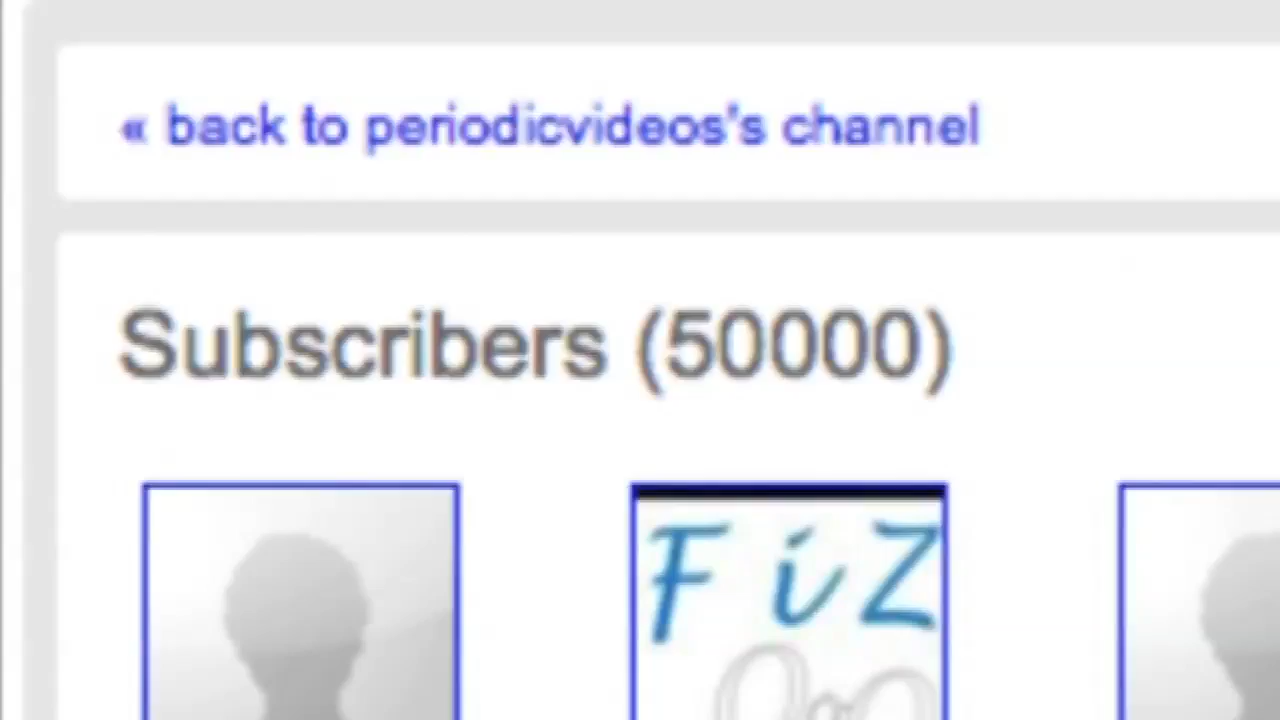 « back to periodicvideos's channel
Subscribers (50000)
FiZ